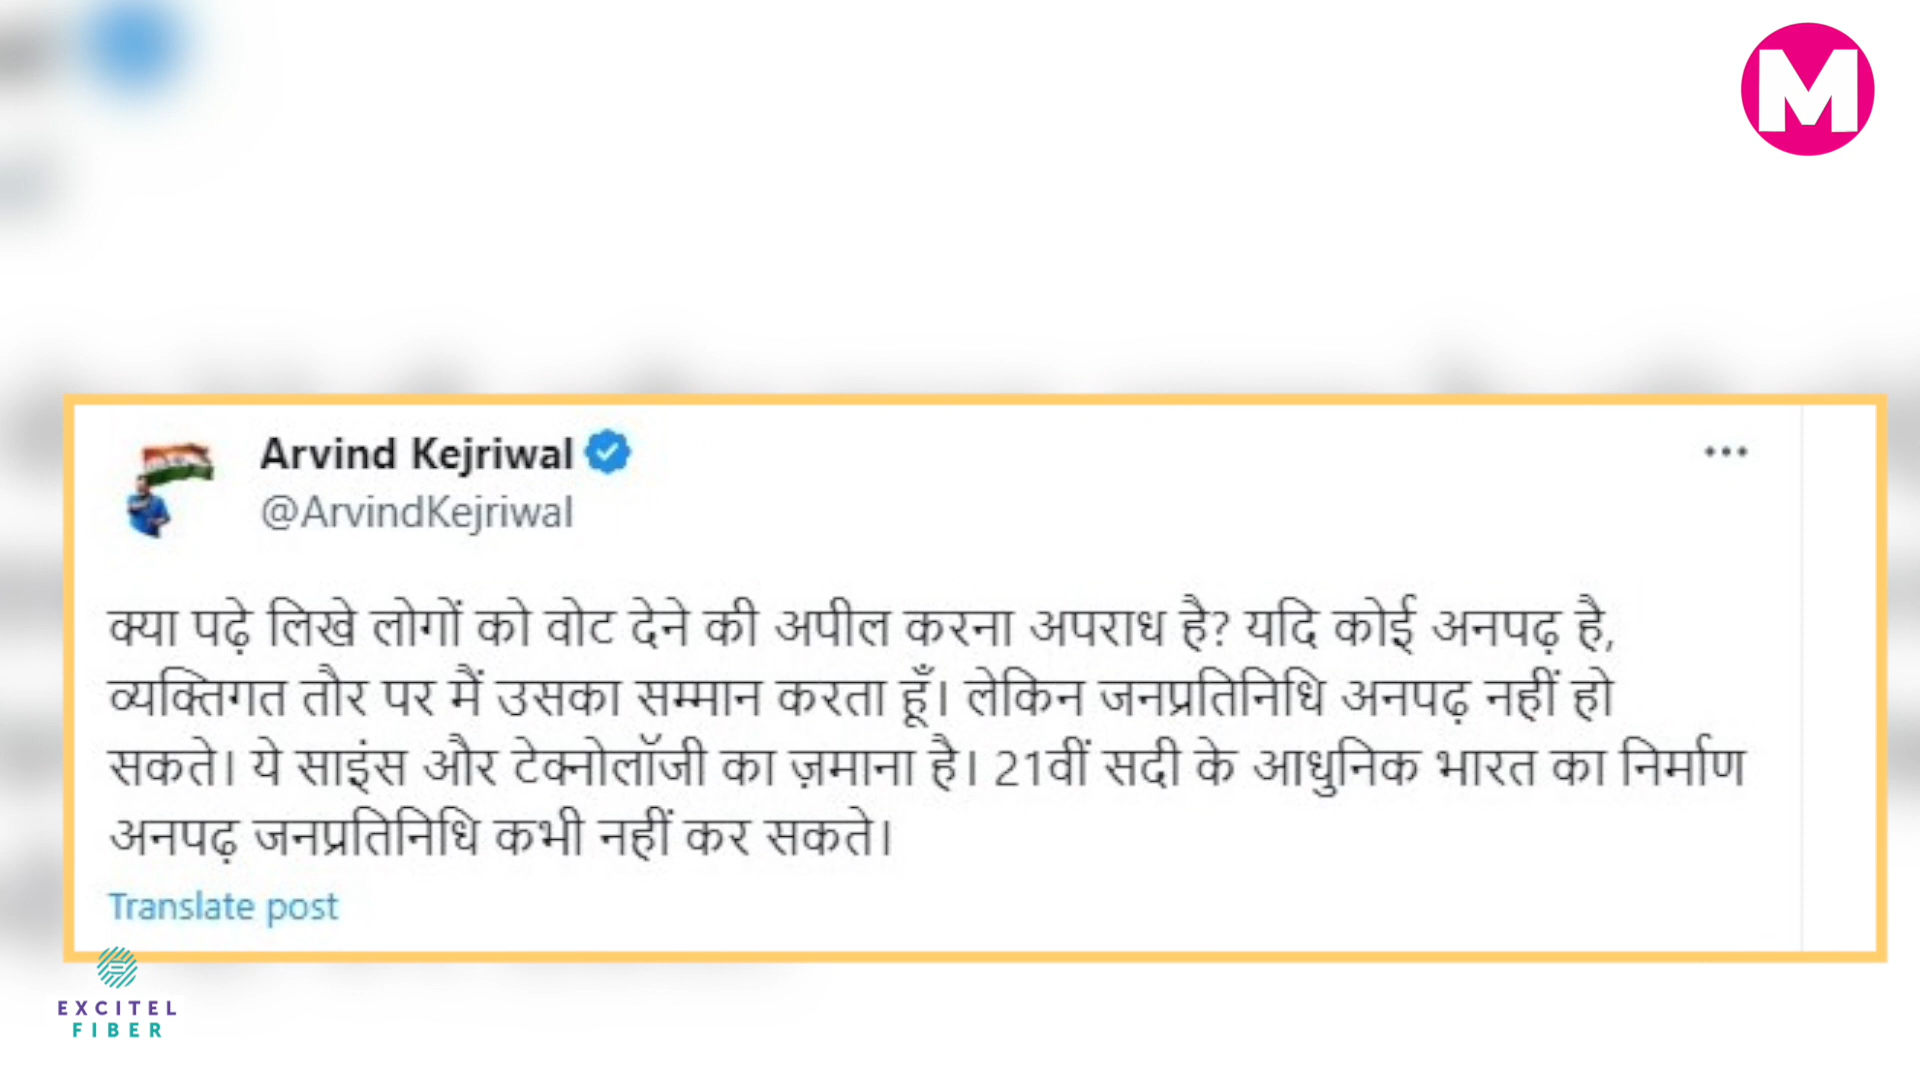 M
Arvind Kejriwal
@ArvindKejriwal
क्या पढ़े लिखे लोगों को वोट देने की अपील करना अपराध है? यदि कोई अनपढ़ है,
व्यक्तिगत तौर पर मैं उसका सम्मान करता हूँ। लेकिन जनप्रतिनिधि अनपढ़ नहीं हो
सकते। ये साइंस और टेक्नोलॉजी का ज़माना है। 21वीं सदी के आधुनिक भारत का निर्माण
अनपढ़ जनप्रतिनिधि कभी नहीं कर सकते।
Translate post
EXCITEL
FIBER